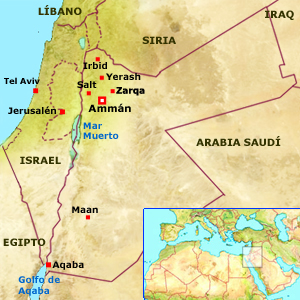 LÍBANO
IRAQ
SIRIA
Irbid
Yerash
Tel Aviv
Salt
Zarqa
Ammán
Jerusalén
Mar
Muerto
ARABIA SAUDÍ
ISRAEL
Maan
EGIPTO
Aqaba
Golfo de
Aqaba